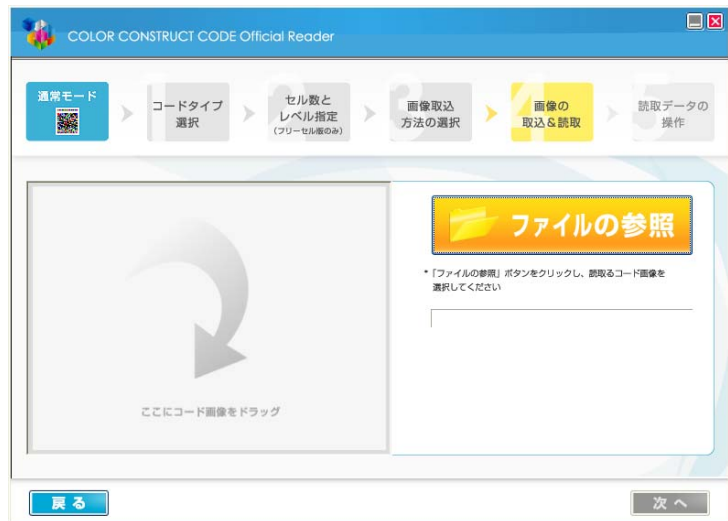 COLOR CONSTRUCT CODE Official Reader
通常モード
1
コードタイプ
選択
2
セル数と
レベル指定
(フリーセル版のみ)
3
画像取込
方法の選択
4
画像の
取込&読取
5
読取データの
操作
ファイルの参照
*「ファイルの参照」ボタンをクリックし、読取るコード画像を
選択してください
ここにコード画像をドラッグ
戻る
次へ